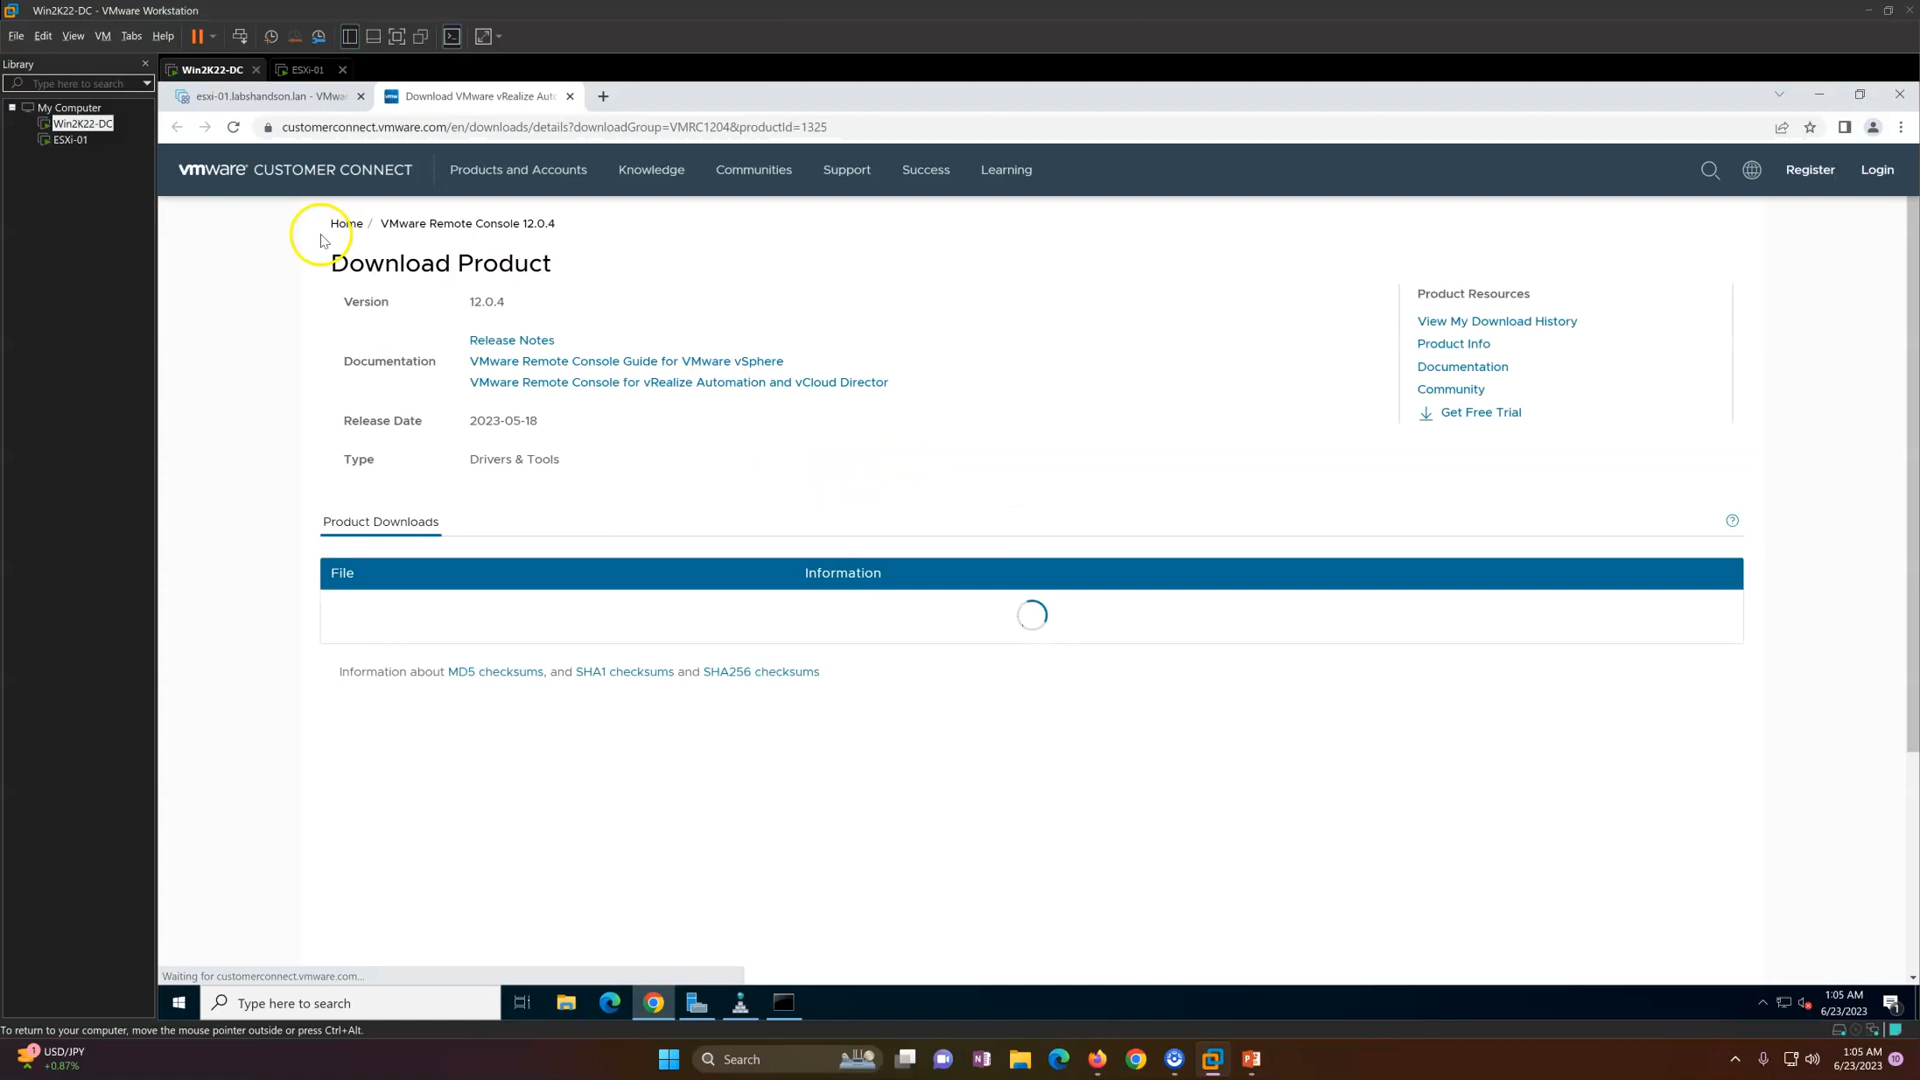 Win2K22-DC - VMware Workstation
File Edit View VM Tabs Help
Library
Type here to search
My Computer
Win2K22-DC
ESXi-01
Win2K22-DC
ESXi-01
esxi-01.labshandson.lan - VMwa
Download VMware vRealize Auto
customerconnect.vmware.com/en/downloads/details?downloadGroup=VMRC1204&productId=1325
vmware CUSTOMER CONNECT
Products and Accounts Knowledge Communities Support Success Learning
Register Login
Home / VMware Remote Console 12.0.4
Download Product
Version 12.0.4
Release Notes
Documentation VMware Remote Console Guide for VMware vSphere
VMware Remote Console for vRealize Automation and vCloud Director
Release Date 2023-05-18
Type Drivers & Tools
Product Resources
View My Download History
Product Info
Documentation
Community
Get Free Trial
Product Downloads
File Information
Information about MD5 checksums, and SHA1 checksums and SHA256 checksums
Waiting for customerconnect.vmware.com...
Type here to search
1:05 AM
6/23/2023
1
To return to your computer, move the mouse pointer outside or press Ctrl+Alt.
1
USD/JPY
+0.87%
Search
1:05 AM
6/23/2023
10